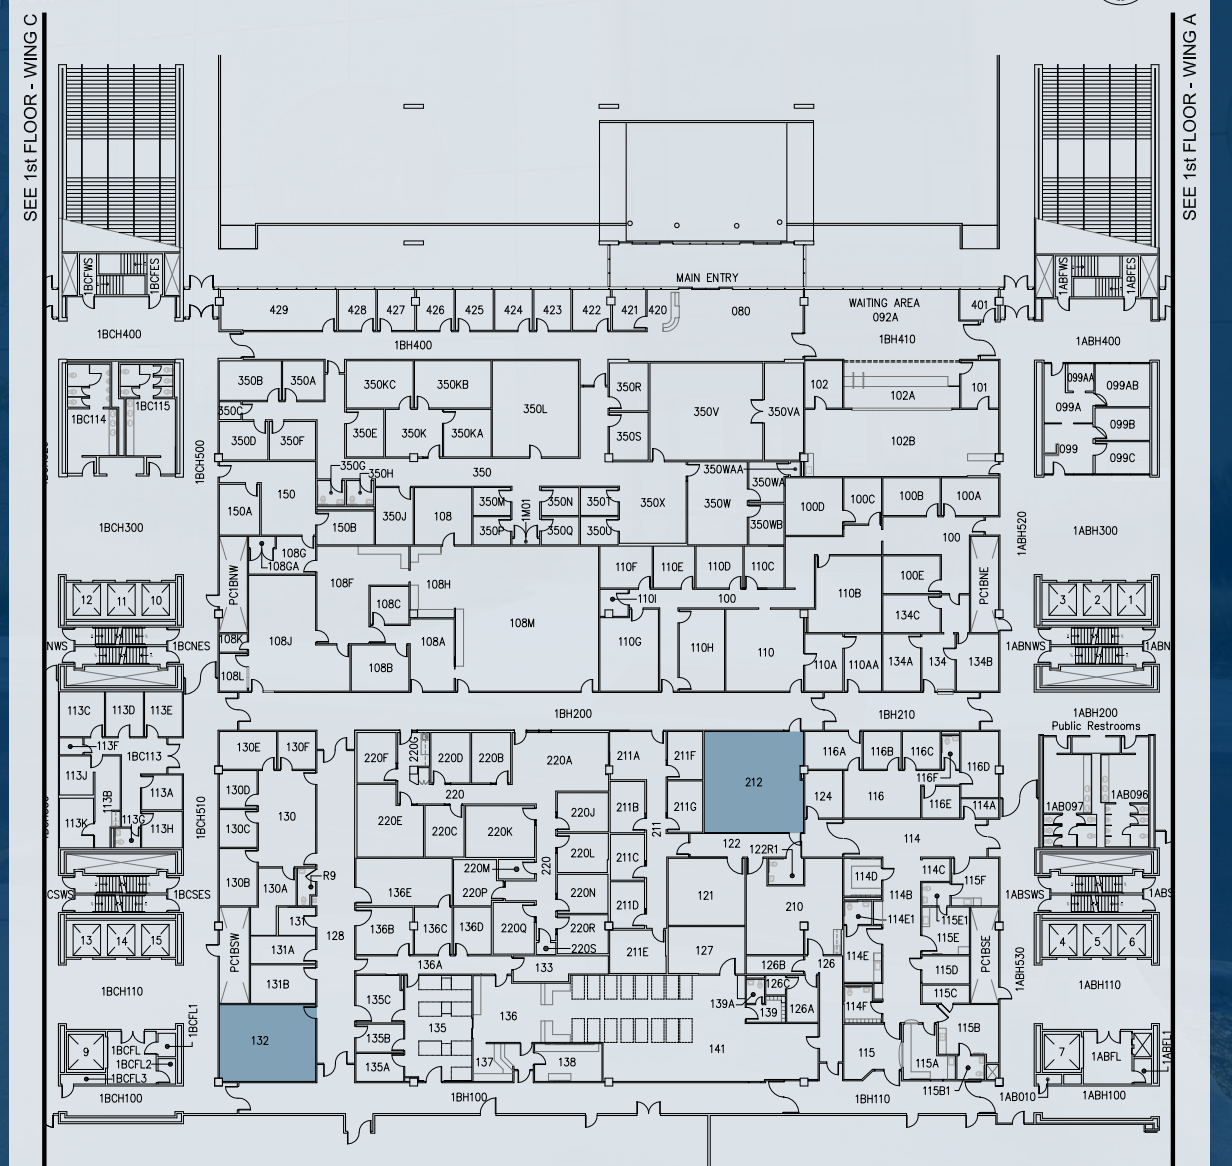 SEE 1st FLOOR - WING C
SEE 1st FLOOR - WING A
1BCFWS
1BCFES
1ABFWS
1ABFES
MAIN ENTRY
429
428
427
426
425
424
423
422
421
420
080
WAITING AREA
092A
401
1BCH400
1BH400
1BH410
1ABH400
350B
350A
350KC
350KB
350L
350R
350V
350VA
102
102A
101
099AA
099AB
1BC114
1BC115
350C
350D
350F
350E
350K
350KA
350S
102B
099A
099B
099
099C
1BCH500
350G
350H
350
350WAA
350WA
150A
150
150B
350J
108
350M
350P
1M01
350N
350Q
350T
350U
350X
350W
350WB
100D
100C
100B
100A
100
1BCH300
1ABH520
1ABH300
PC1BNW
108G
108GA
108F
108H
108C
108M
110F
110E
110D
110C
110I
100
110B
100E
134C
PC1BNE
12
11
10
3
2
1
108K
108J
108A
108B
108L
110G
110H
110
110A
110AA
134A
134
134B
NWS
1BCNES
1ABNWS
1ABN
113C
113D
113E
1BH200
1BH210
1ABH200
Public Restrooms
113F
1BC113
113J
113B
113A
113K
113G
113H
1BCH510
130E
130F
220F
220G
220D
220B
220A
211A
211F
212
116A
116B
116C
116D
116F
130D
130
220
220E
220C
220K
220J
211B
211G
211
124
116
116E
114A
1AB097
1AB096
130C
122
122R1
114
130B
130A
R9
136E
220M
220P
220
220L
220N
211C
211D
121
210
114D
114B
114C
115F
1BCSWS
1BCSES
1ABSWS
1ABS
131
128
136B
136C
136D
220Q
220R
220S
211E
127
114E1
115E1
115E
13
14
15
4
5
6
PC1BSW
131A
131B
136A
133
126B
126
114E
115D
115C
PC1BSE
1ABH530
1BCH110
1ABH110
135C
135
136
139A
126C
139
126A
114F
1BCFL1
132
135B
135A
137
138
141
115
115A
115B
115B1
9
1BCFL
1BCFL2
1BCFL3
7
1ABFL
1ABFL1
1BCH100
1BH100
1BH110
1AB010
1ABH100